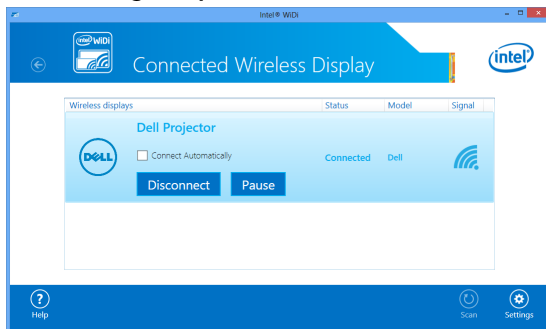 Intel® WiDi
intel WiDi
Connected Wireless Display
intel
Wireless displays Status Model Signal
Dell Projector
DELL
Connect Automatically
Connected Dell
Disconnect Pause
?
Help Scan Settings